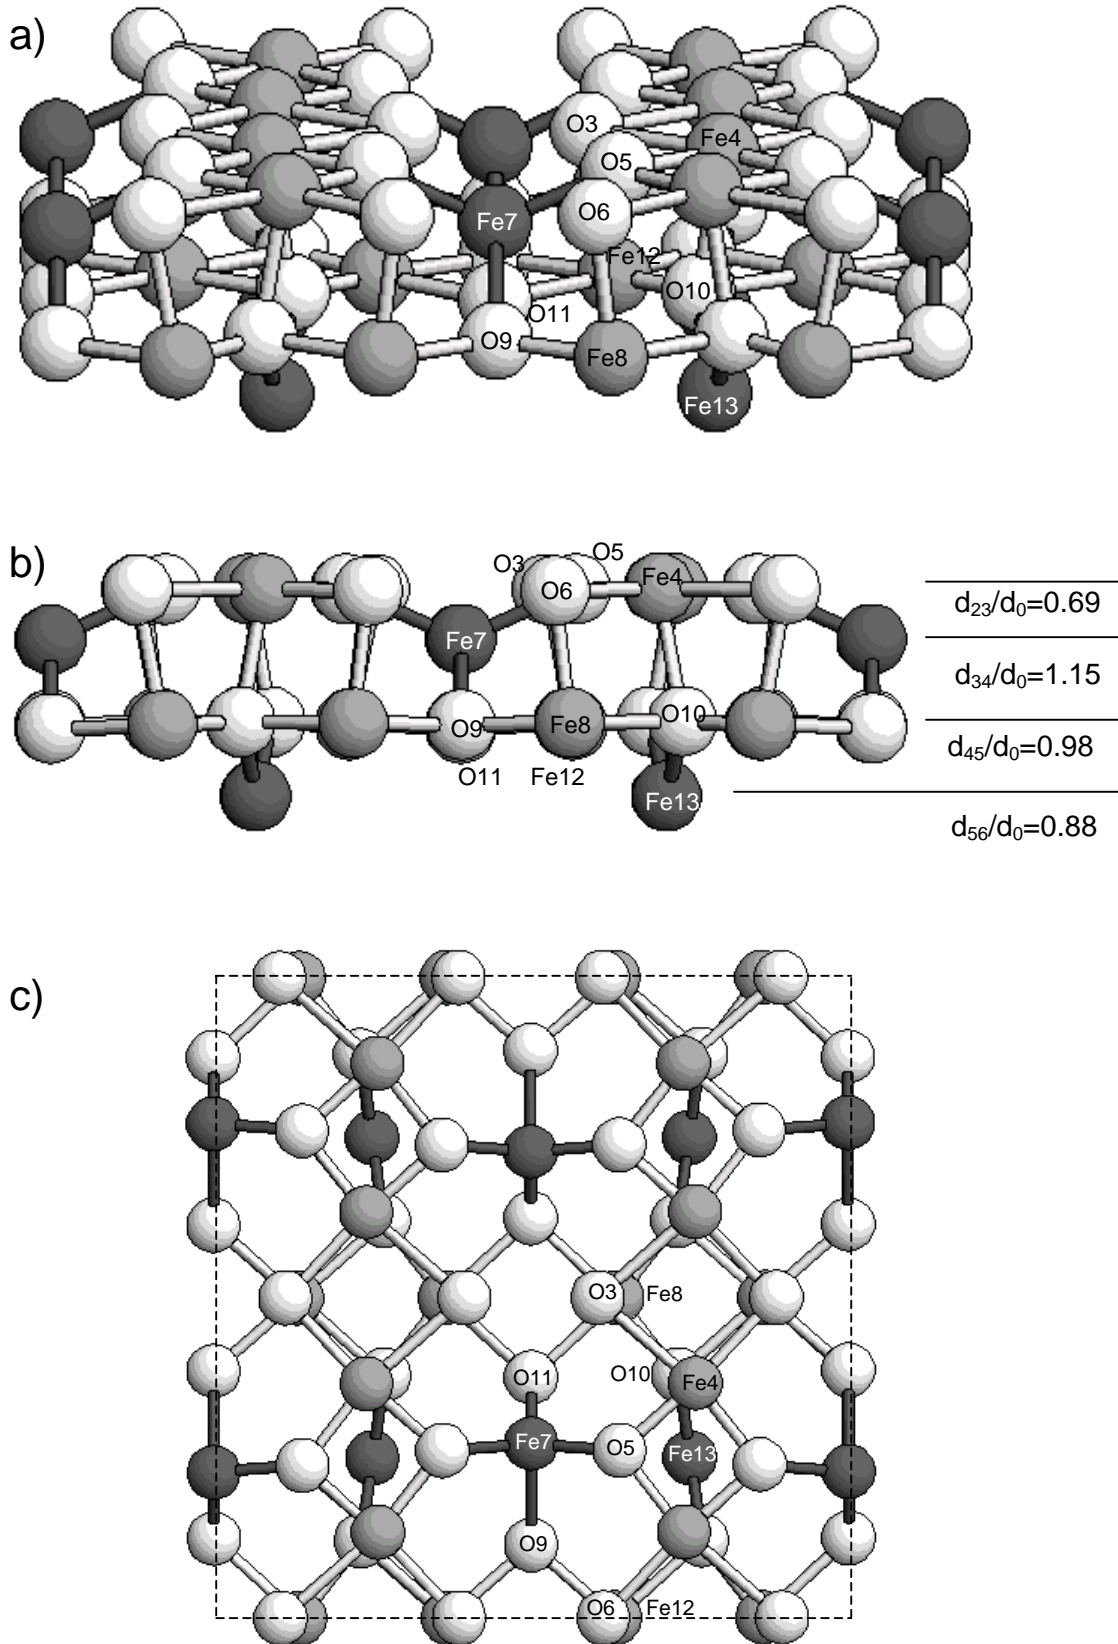 a)
O3
Fe4
O5
O6
Fe7
Fe12
O10
O11
O9
Fe8
Fe13
b)
O3
O5
Fe4
O6
d₂₃/d₀=0.69
Fe7
d₃₄/d₀=1.15
O9
Fe8
O10
d₄₅/d₀=0.98
O11
Fe12
Fe13
d₅₆/d₀=0.88
c)
O3
Fe8
O11
O10
Fe4
Fe7
O5
Fe13
O9
O6
Fe12